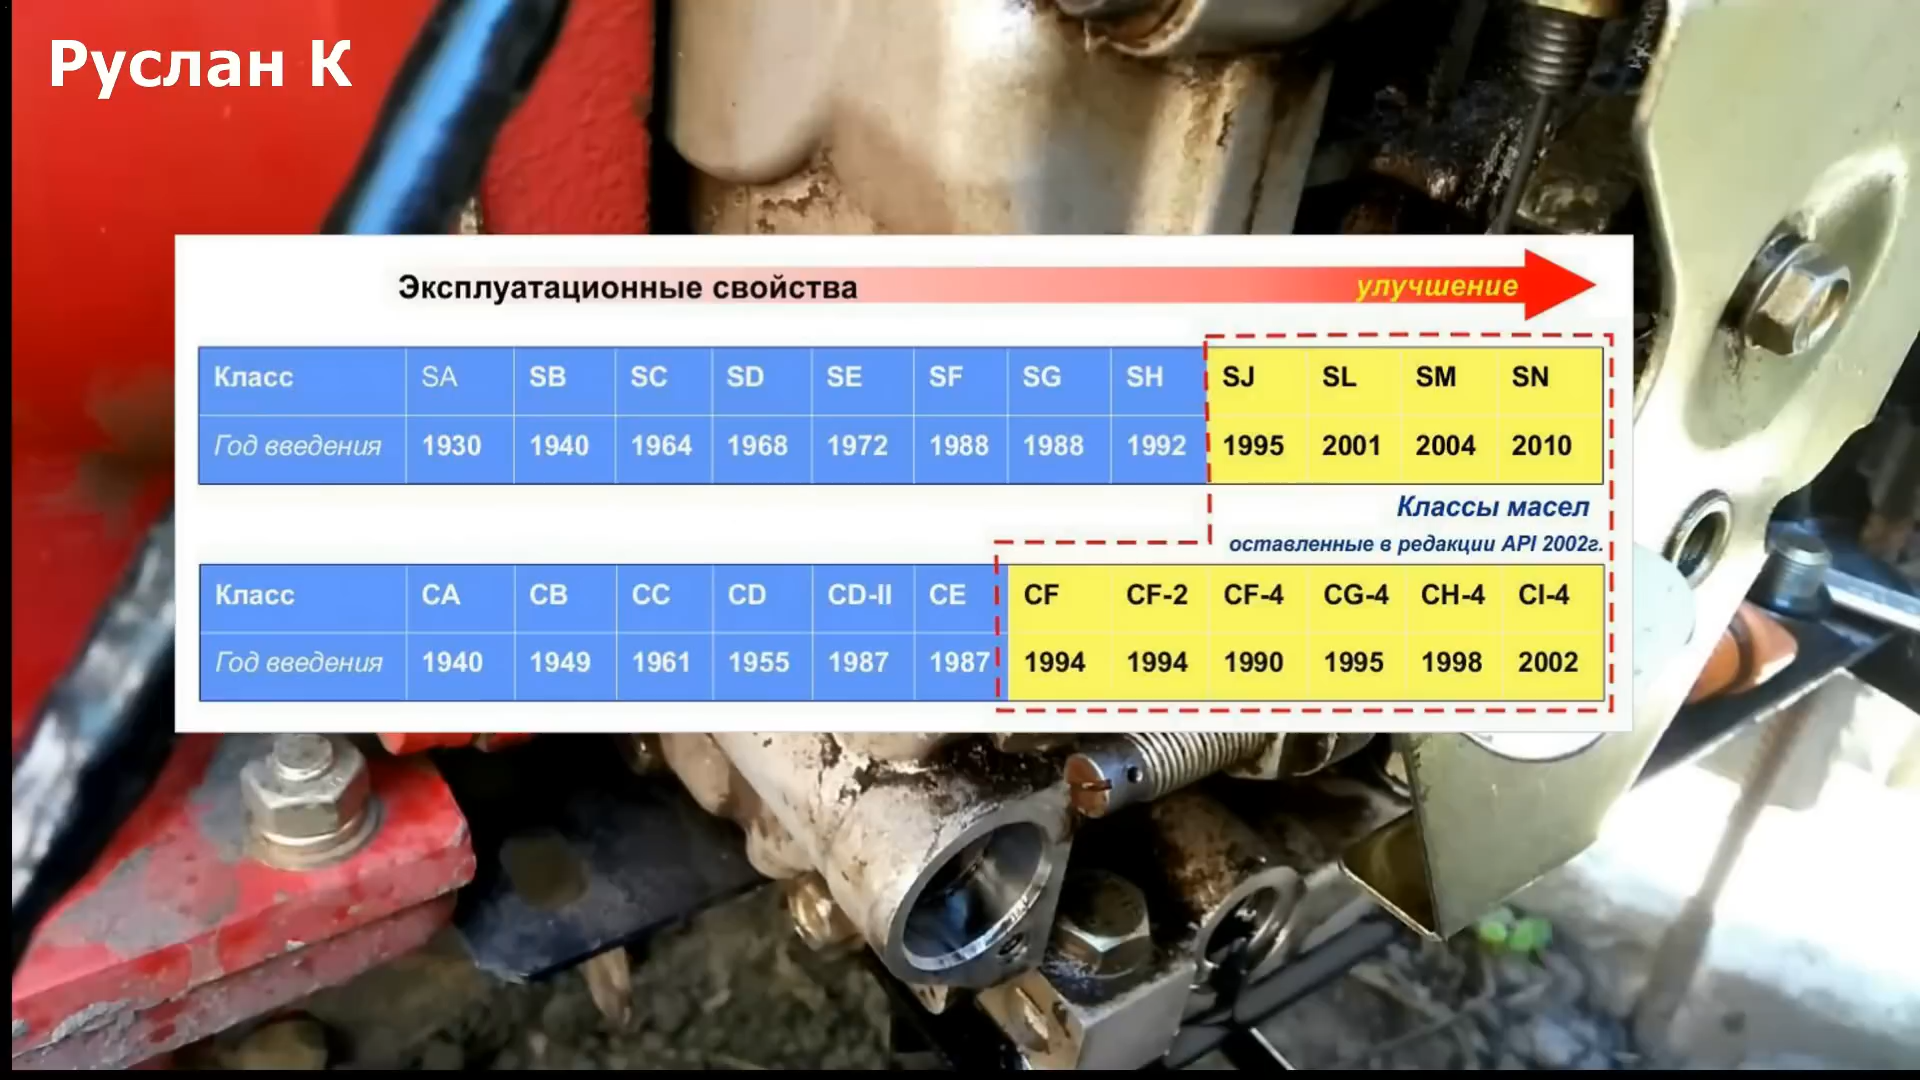 Руслан К
Эксплуатационные свойства улучшение
Класс SA SB SC SD SE SF SG SH SJ SL SM SN
Год введения 1930 1940 1964 1968 1972 1988 1988 1992 1995 2001 2004 2010
Классы масел
оставленные в редакции API 2002г.
Класс CA CB CC CD CD-II CE CF CF-2 CF-4 CG-4 CH-4 CI-4
Год введения 1940 1949 1961 1955 1987 1987 1994 1994 1990 1995 1998 2002